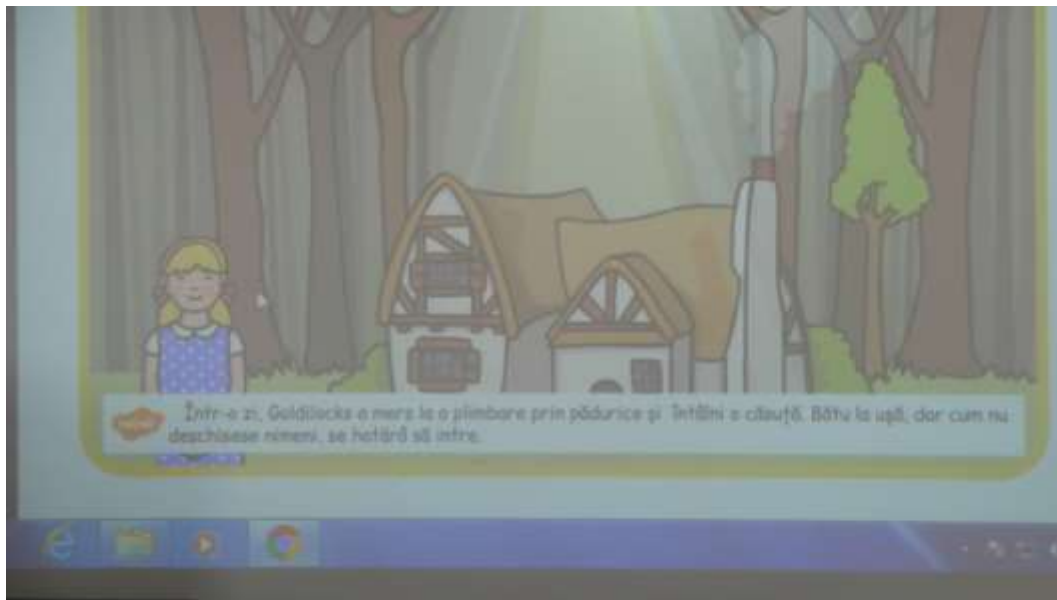 Într-o zi, Goldilocks a mers la o plimbare prin pădurice și întâlni o căsuță. Bătu la ușă, dar cum nu
deschisese nimeni, se hotără să intre.